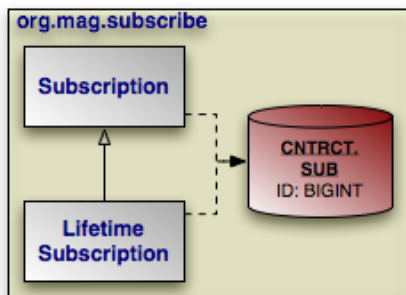 org.mag.subscribe
Subscription
CNTRCT.
SUB
ID: BIGINT
Lifetime
Subscription